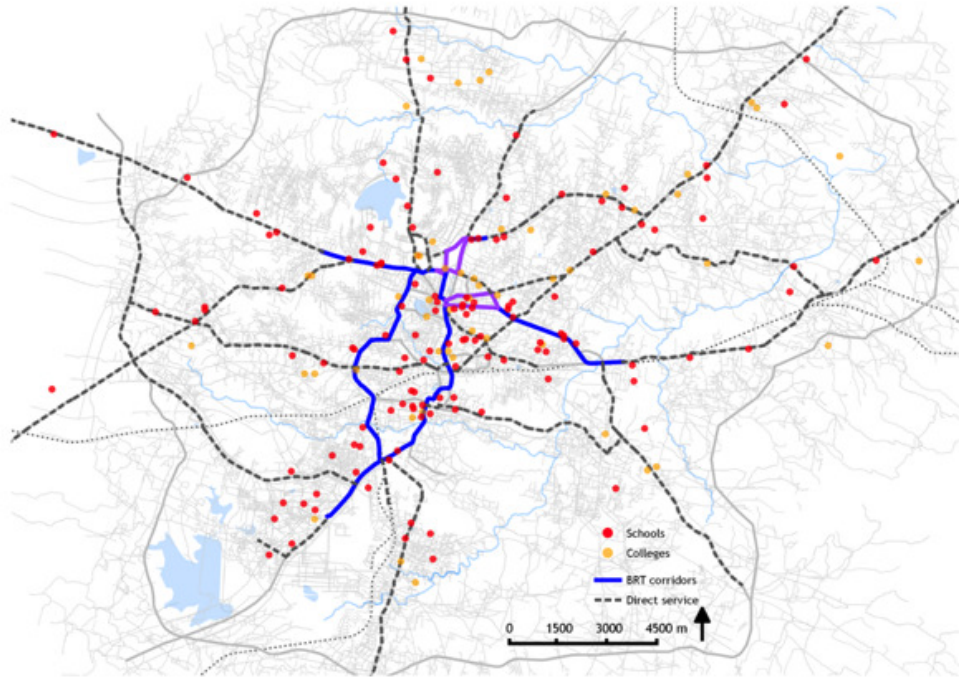 Schools
Colleges
BRT corridors
Direct service
0 1500 3000 4500 m